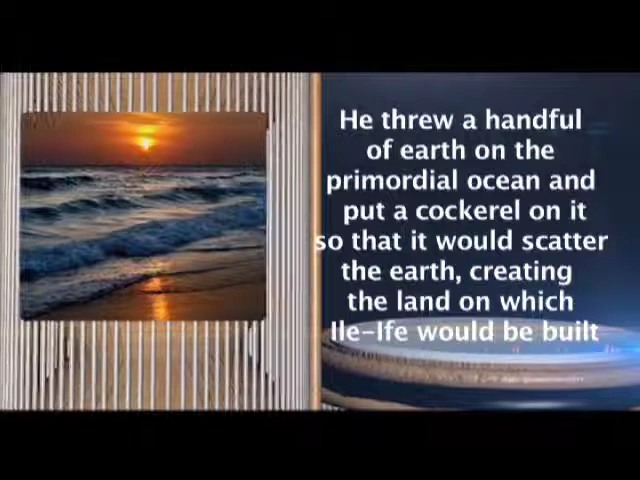 He threw a handful
of earth on the
primordial ocean and
put a cockerel on it
so that it would scatter
the earth, creating
the land on which
Ile-Ife would be built